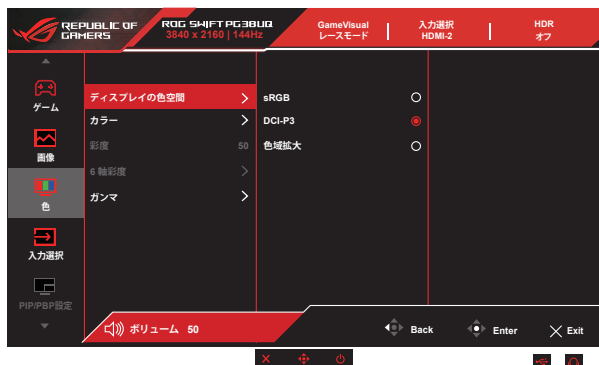 REPUBLIC OF
GAMERS
ROG SWIFT PG38UQ
3840 x 2160 | 144Hz
GameVisual
レースモード
入力選択
HDMI-2
HDR
オフ
ゲーム
画像
色
入力選択
PIP/PBP設定
ディスプレイの色空間
カラー
彩度 50
6 軸彩度
ガンマ
sRGB
DCI-P3
色域拡大
ボリューム 50
Back
Enter
Exit